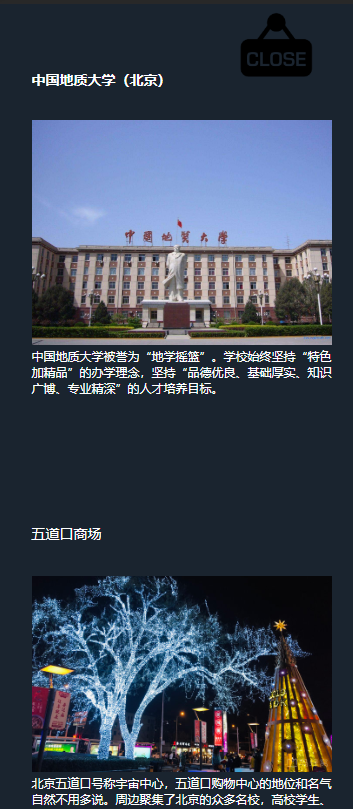 CLOSE
中国地质大学（北京）
中国地质大学
中国地质大学被誉为“地学摇篮”。学校始终坚持“特色
加精品”的办学理念，坚持“品德优良、基础厚实、知识
广博、专业精深”的人才培养目标。
五道口商场
北京五道口号称宇宙中心，五道口购物中心的地位和名气
自然不用多说。周边聚集了北京的众多名校，高校学生、